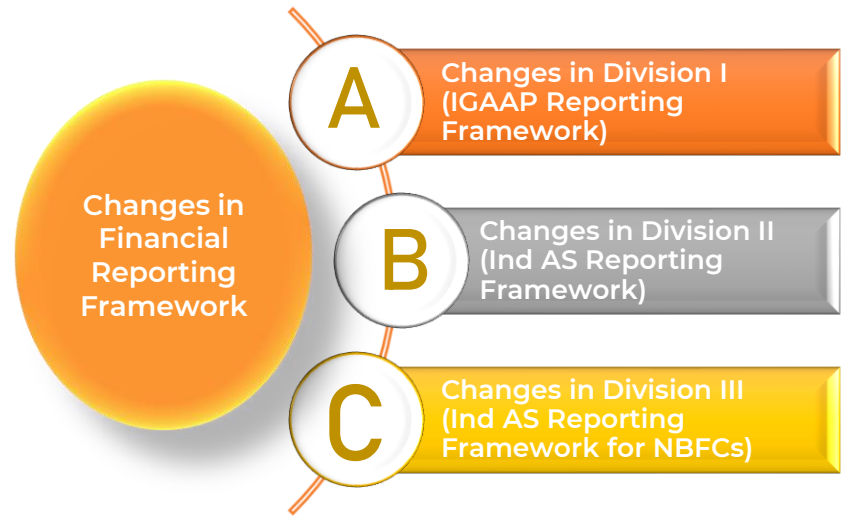 Changes in
Financial
Reporting
Framework
A
Changes in Division I
(IGAAP Reporting
Framework)
B
Changes in Division II
(Ind AS Reporting
Framework)
C
Changes in Division III
(Ind AS Reporting
Framework for NBFCs)